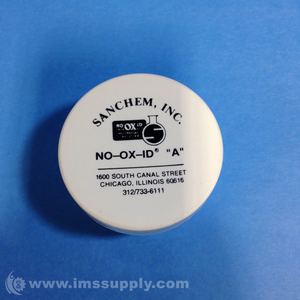 SANCHEM, INC.
NO OX ID
NO–OX–ID® "A"
1600 SOUTH CANAL STREET
CHICAGO, ILLINOIS 60616
312/733-6111
© www.imssupply.com